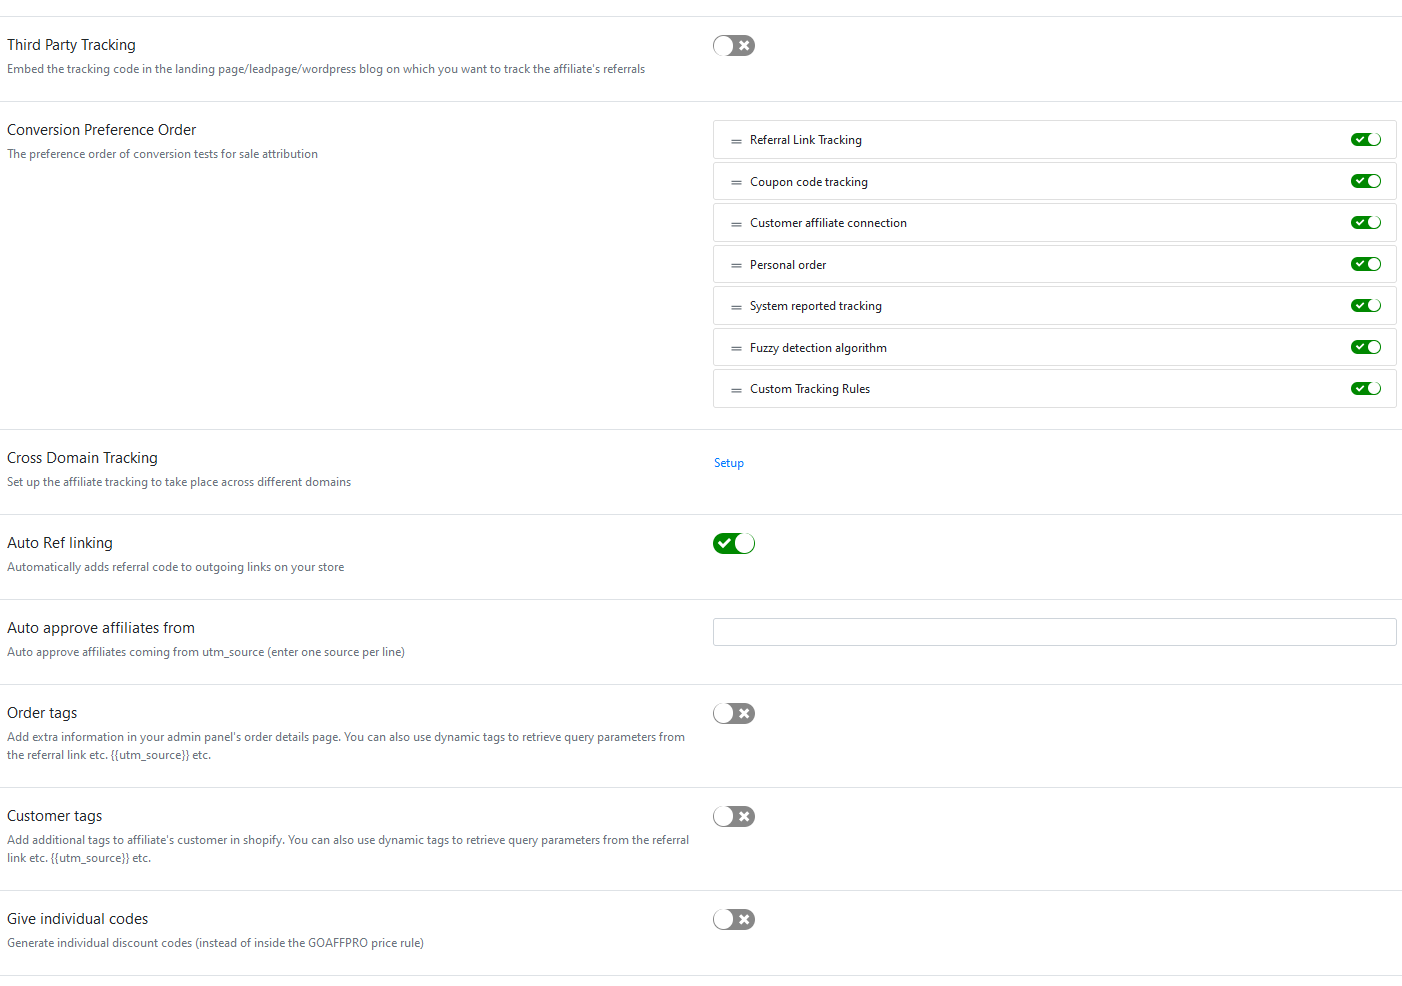 Third Party Tracking
Embed the tracking code in the landing page/leadpage/wordpress blog on which you want to track the affiliate's referrals
Conversion Preference Order
The preference order of conversion tests for sale attribution
Referral Link Tracking
Coupon code tracking
Customer affiliate connection
Personal order
System reported tracking
Fuzzy detection algorithm
Custom Tracking Rules
Cross Domain Tracking
Set up the affiliate tracking to take place across different domains
Setup
Auto Ref linking
Automatically adds referral code to outgoing links on your store
Auto approve affiliates from
Auto approve affiliates coming from utm_source (enter one source per line)
Order tags
Add extra information in your admin panel's order details page. You can also use dynamic tags to retrieve query parameters from
the referral link etc. {{utm_source}} etc.
Customer tags
Add additional tags to affiliate's customer in shopify. You can also use dynamic tags to retrieve query parameters from the referral
link etc. {{utm_source}} etc.
Give individual codes
Generate individual discount codes (instead of inside the GOAFFPRO price rule)